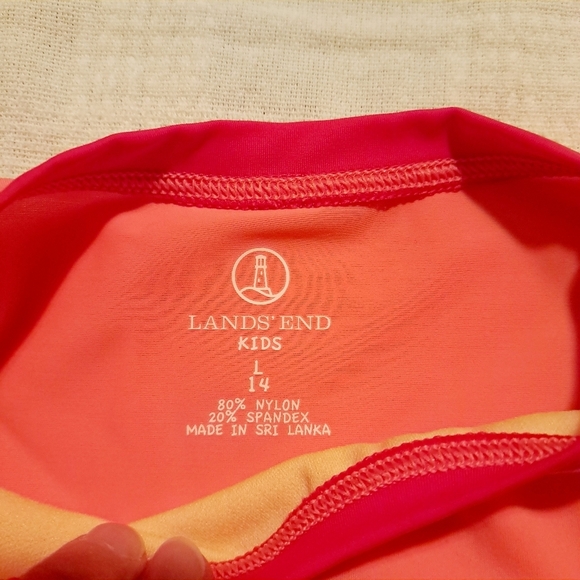 LANDS' END
KIDS
L
14
80% NYLON
20% SPANDEX
MADE IN SRI LANKA